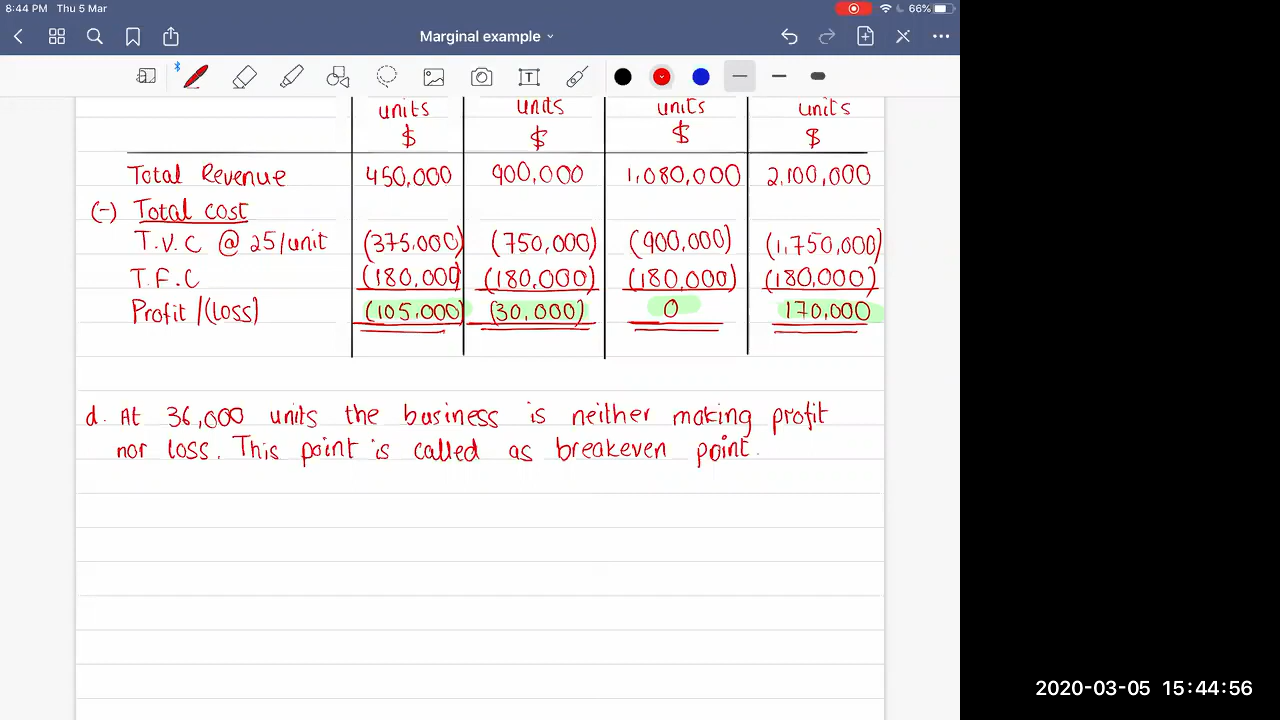 8:44 PM Thu 5 Mar 66%
Marginal example
T
units units units units
$ $ $ $
Total Revenue 450,000 900,000 1,080,000 2,100,000
(-) Total cost
T.V.C @ 25/unit (375,000) (750,000) (900,000) (1,750,000)
T.F.C (180,000) (180,000) (180,000) (180,000)
Profit /(loss) (105,000) (30,000) 0 170,000
d. At 36,000 units the business is neither making profit
nor loss. This point is called as breakeven point.
2020-03-05 15:44:56